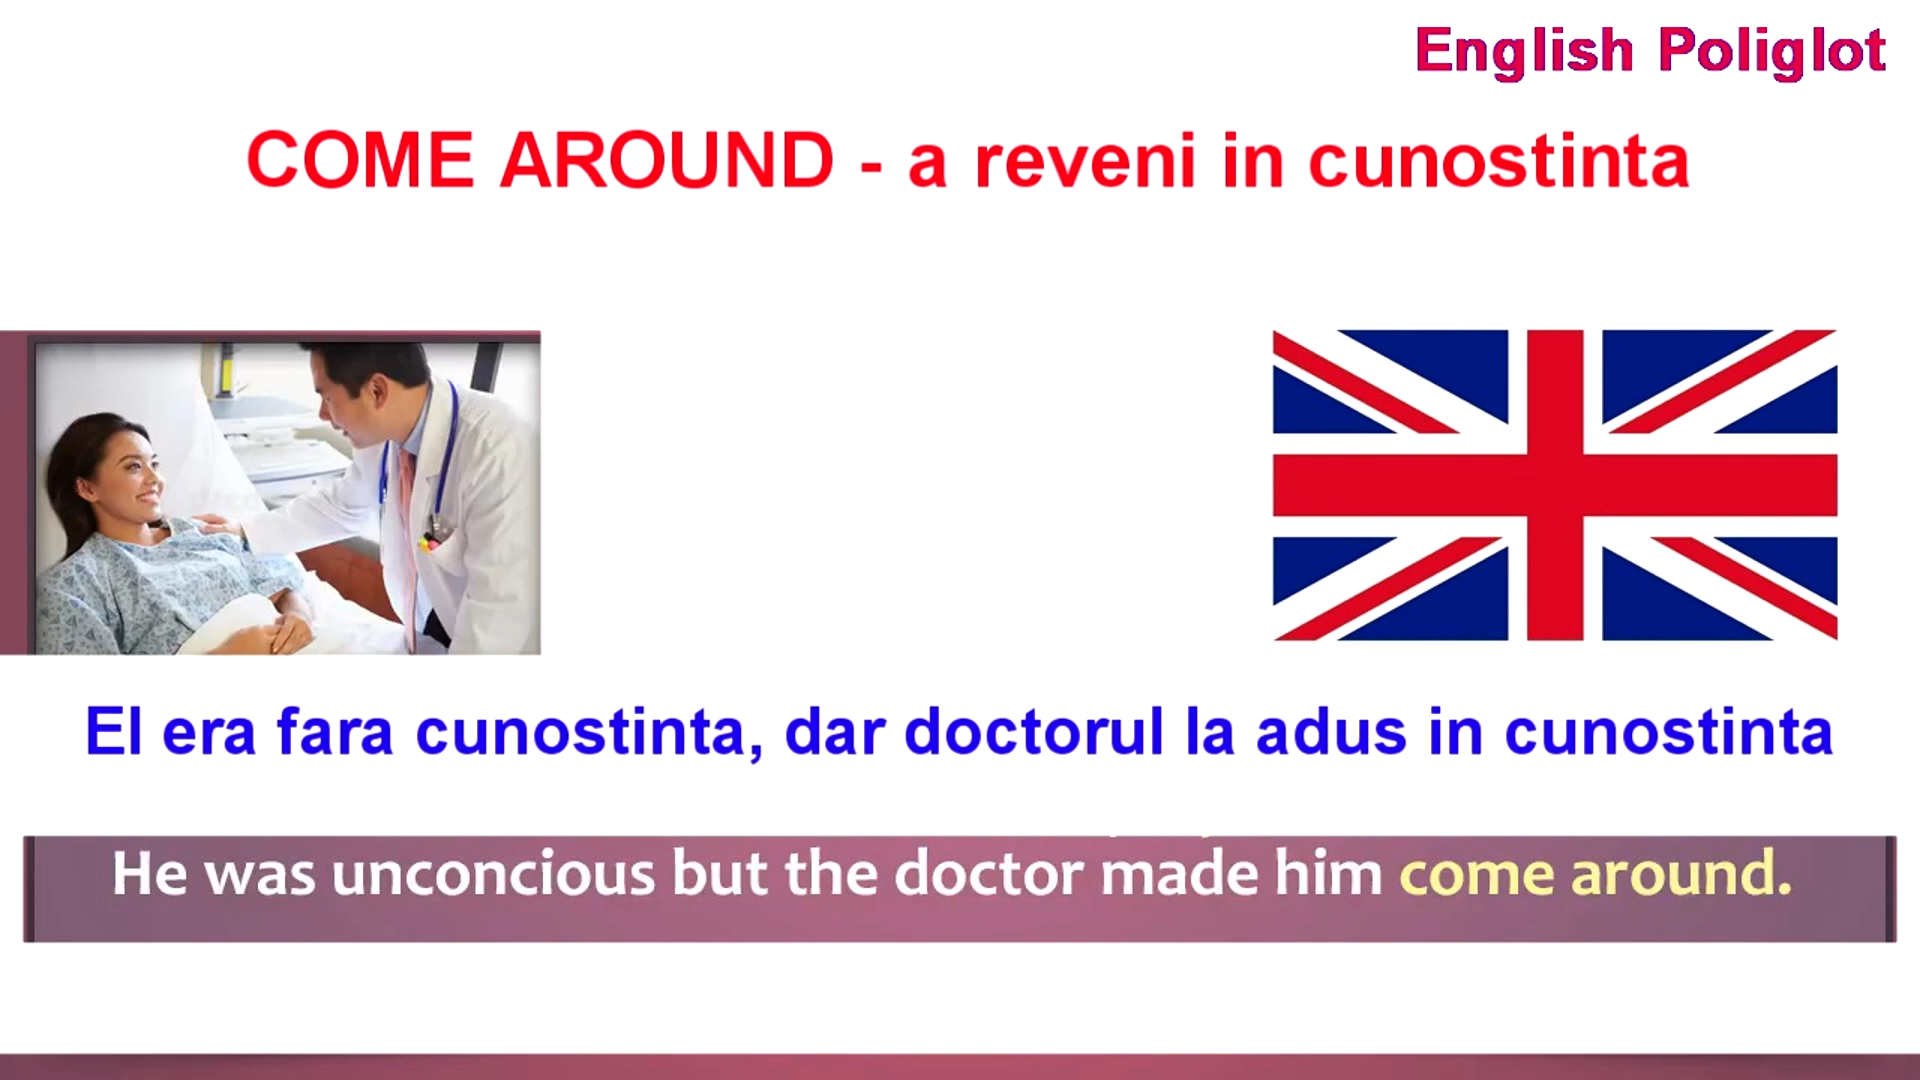 English Poliglot
COME AROUND - a reveni in cunostinta
El era fara cunostinta, dar doctorul la adus in cunostinta
He was unconcious but the doctor made him come around.